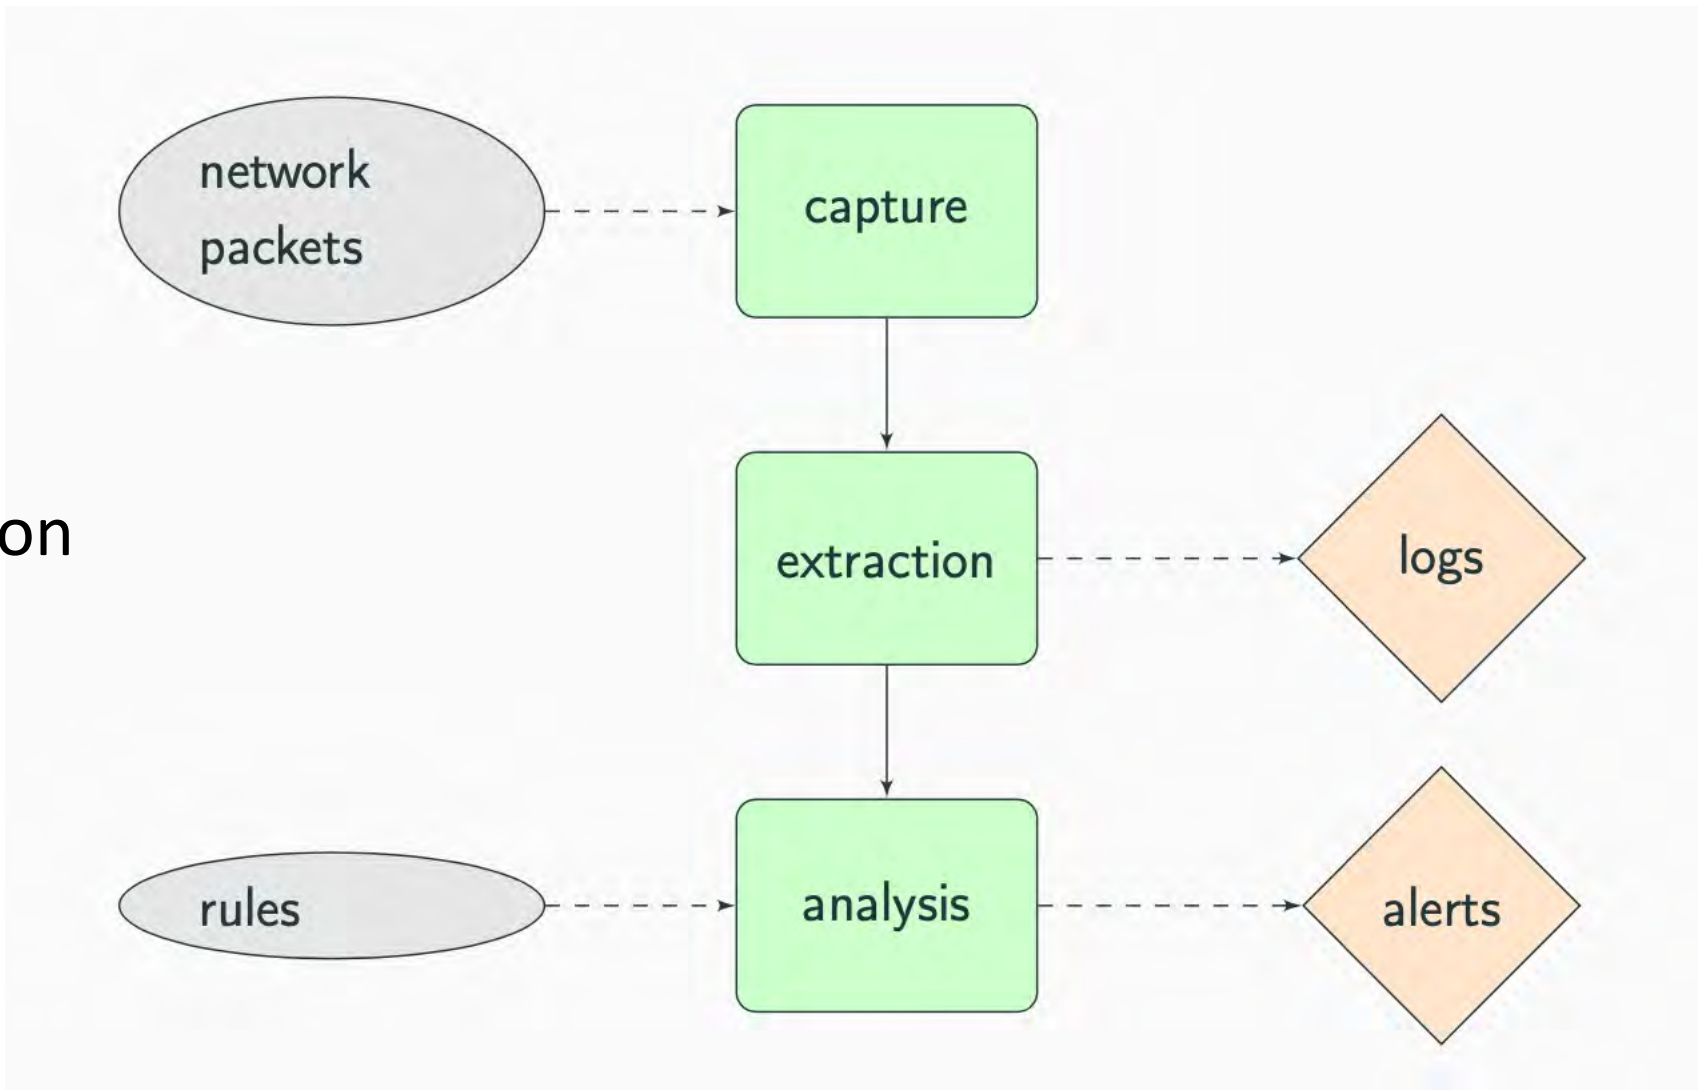 network
packets
capture
on
extraction
logs
rules
analysis
alerts